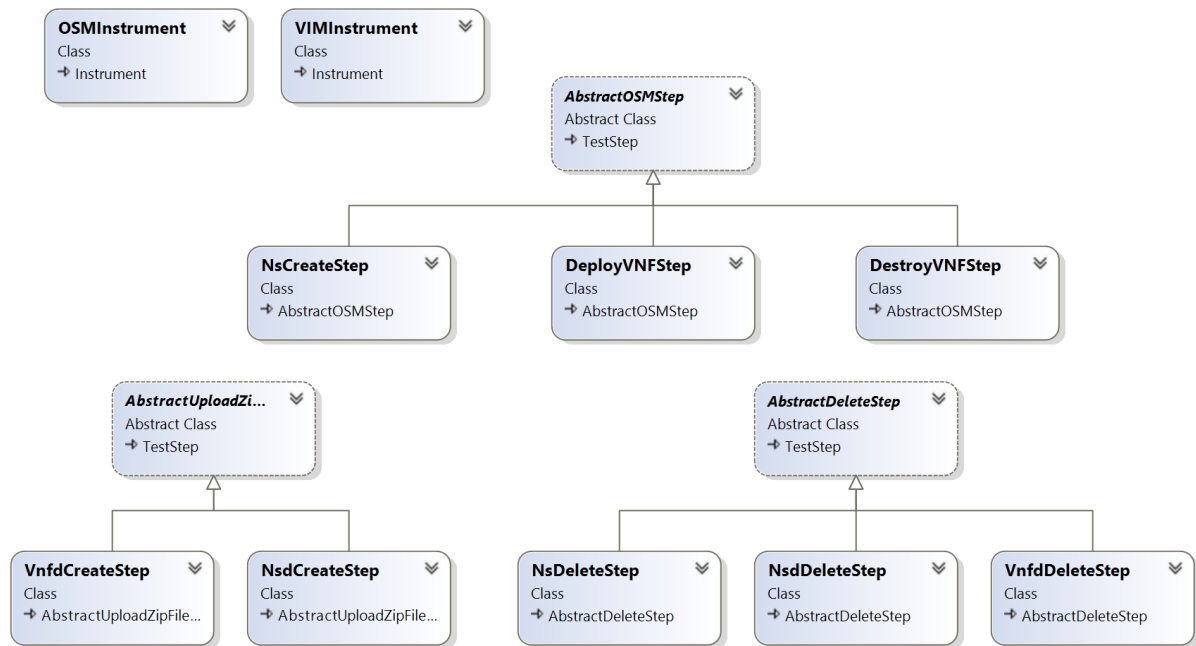 OSMInstrument
Class
Instrument
VIMInstrument
Class
Instrument
AbstractOSMStep
Abstract Class
TestStep
NsCreateStep
Class
AbstractOSMStep
DeployVNFStep
Class
AbstractOSMStep
DestroyVNFStep
Class
AbstractOSMStep
AbstractUploadZi...
Abstract Class
TestStep
AbstractDeleteStep
Abstract Class
TestStep
VnfdCreateStep
Class
AbstractUploadZipFile...
NsdCreateStep
Class
AbstractUploadZipFile...
NsDeleteStep
Class
AbstractDeleteStep
NsdDeleteStep
Class
AbstractDeleteStep
VnfdDeleteStep
Class
AbstractDeleteStep